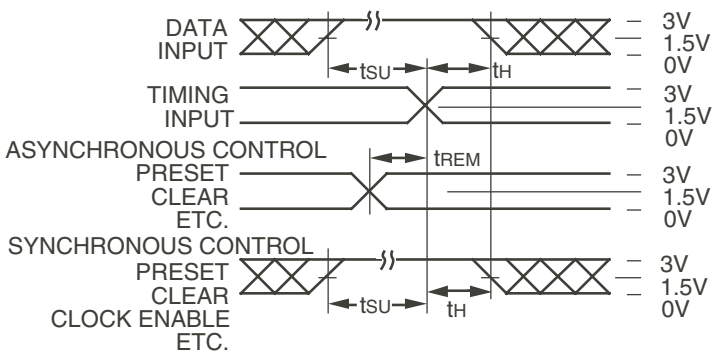 DATA
INPUT
3V
1.5V
0V
tSU
tH
TIMING
INPUT
3V
1.5V
0V
ASYNCHRONOUS CONTROL
PRESET
CLEAR
ETC.
tREM
3V
1.5V
0V
SYNCHRONOUS CONTROL
PRESET
CLEAR
CLOCK ENABLE
ETC.
tSU
tH
3V
1.5V
0V